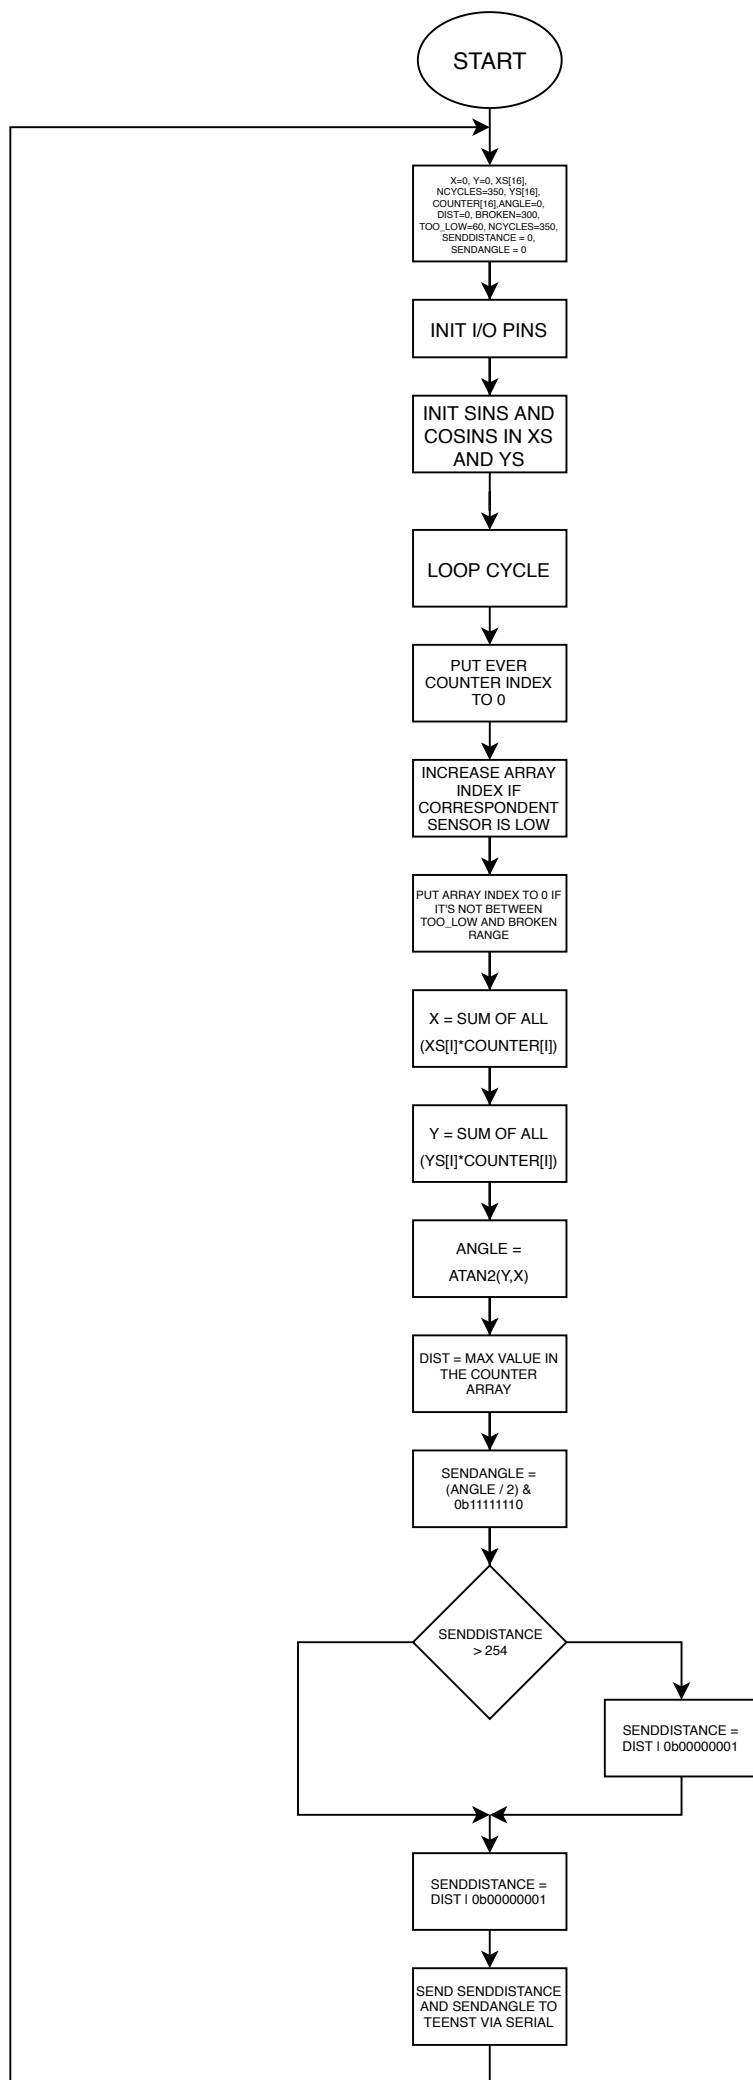 START
X=0, Y=0, XS[16],
NCYCLES=350, YS[16],
COUNTER[16],ANGLE=0,
DIST=0, BROKEN=300,
TOO_LOW=60, NCYCLES=350,
SENDDISTANCE = 0,
SENDANGLE = 0
INIT I/O PINS
INIT SINS AND
COSINS IN XS
AND YS
LOOP CYCLE
PUT EVER
COUNTER INDEX
TO 0
INCREASE ARRAY
INDEX IF
CORRESPONDENT
SENSOR IS LOW
PUT ARRAY INDEX TO 0 IF
IT'S NOT BETWEEN
TOO_LOW AND BROKEN
RANGE
X = SUM OF ALL
(XS[I]*COUNTER[I])
Y = SUM OF ALL
(YS[I]*COUNTER[I])
ANGLE =
ATAN2(Y,X)
DIST = MAX VALUE IN
THE COUNTER
ARRAY
SENDANGLE =
(ANGLE / 2) &
0b11111110
SENDDISTANCE
> 254
SENDDISTANCE =
DIST | 0b00000001
SENDDISTANCE =
DIST | 0b00000001
SEND SENDDISTANCE
AND SENDANGLE TO
TEENST VIA SERIAL